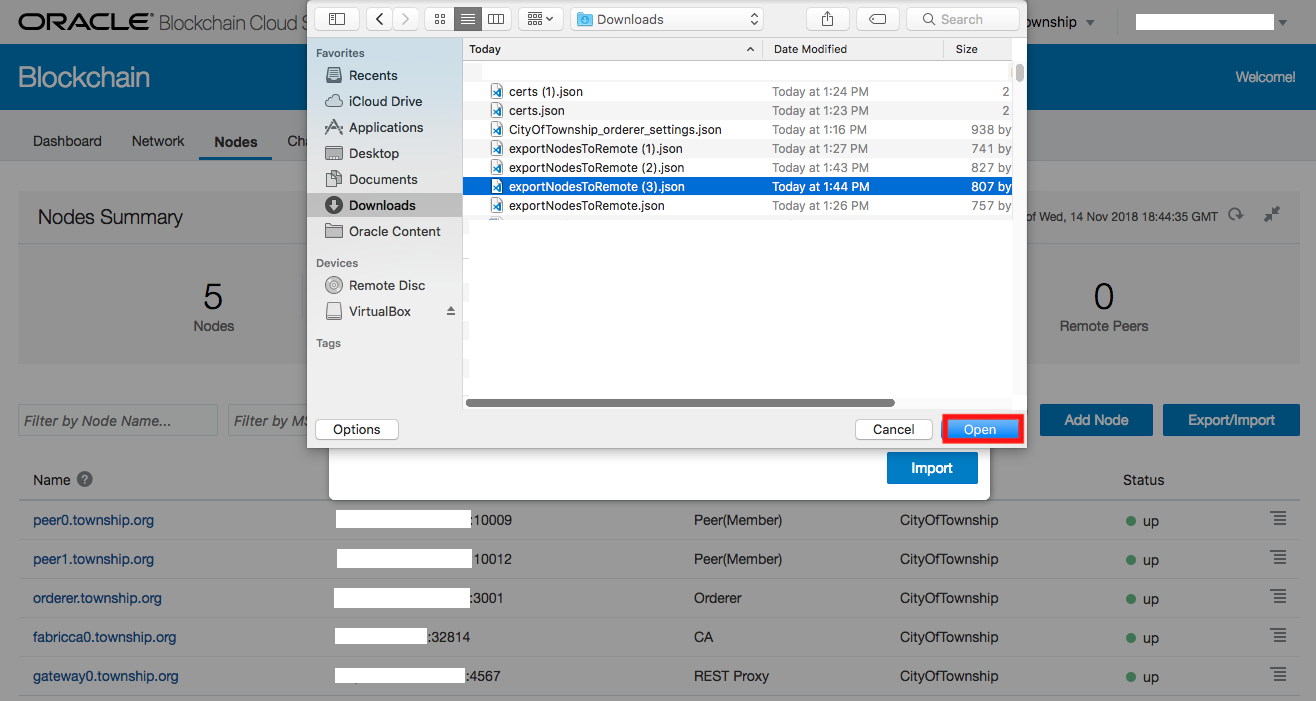 ORACLE® Blockchain Cloud S
Downloads
Search
ownship
Blockchain
Welcome!
Dashboard Network Nodes Cha
Favorites
Recents
iCloud Drive
Applications
Desktop
Documents
Downloads
Oracle Content
Devices
Remote Disc
VirtualBox
Tags
Today Date Modified Size
certs (1).json Today at 1:24 PM 2
certs.json Today at 1:23 PM 2
CityOfTownship_orderer_settings.json Today at 1:16 PM 938 by
exportNodesToRemote (1).json Today at 1:27 PM 741 by
exportNodesToRemote (2).json Today at 1:43 PM 827 by
exportNodesToRemote (3).json Today at 1:44 PM 807 by
exportNodesToRemote.json Today at 1:26 PM 757 by
Options Cancel Open
Nodes Summary
of Wed, 14 Nov 2018 18:44:35 GMT
5
Nodes
0
Remote Peers
Filter by Node Name... Filter by MS
Add Node Export/Import
Import
Name ? Status
peer0.township.org :10009 Peer(Member) CityOfTownship up
peer1.township.org 10012 Peer(Member) CityOfTownship up
orderer.township.org :3001 Orderer CityOfTownship up
fabricca0.township.org :32814 CA CityOfTownship up
gateway0.township.org :4567 REST Proxy CityOfTownship up